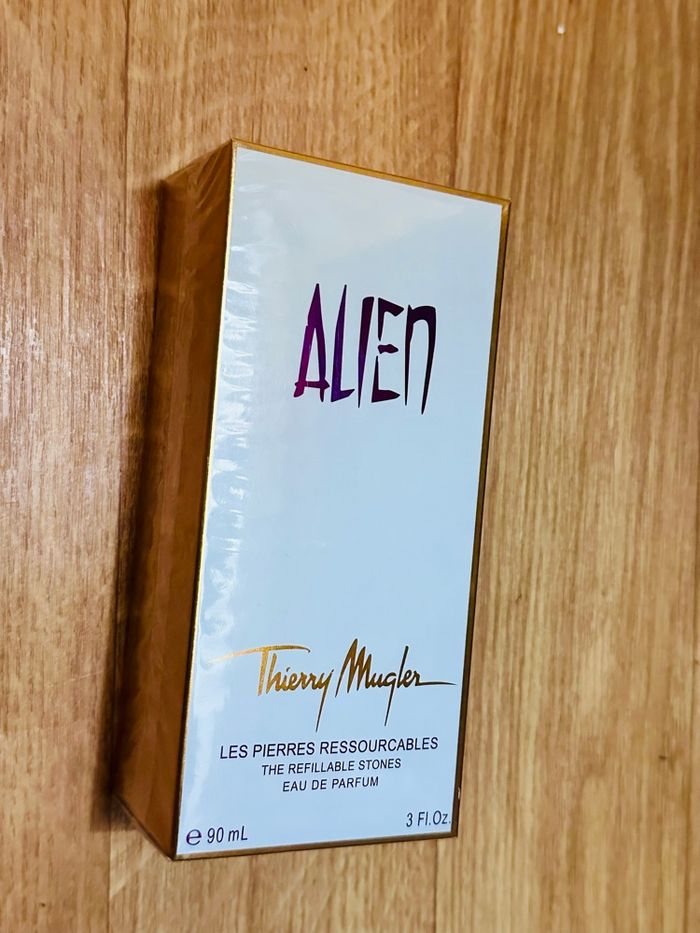 ALIEN
Thierry Mugler
LES PIERRES RESSOURCABLES
THE REFILLABLE STONES
EAU DE PARFUM
e 90 mL 3 Fl.Oz.